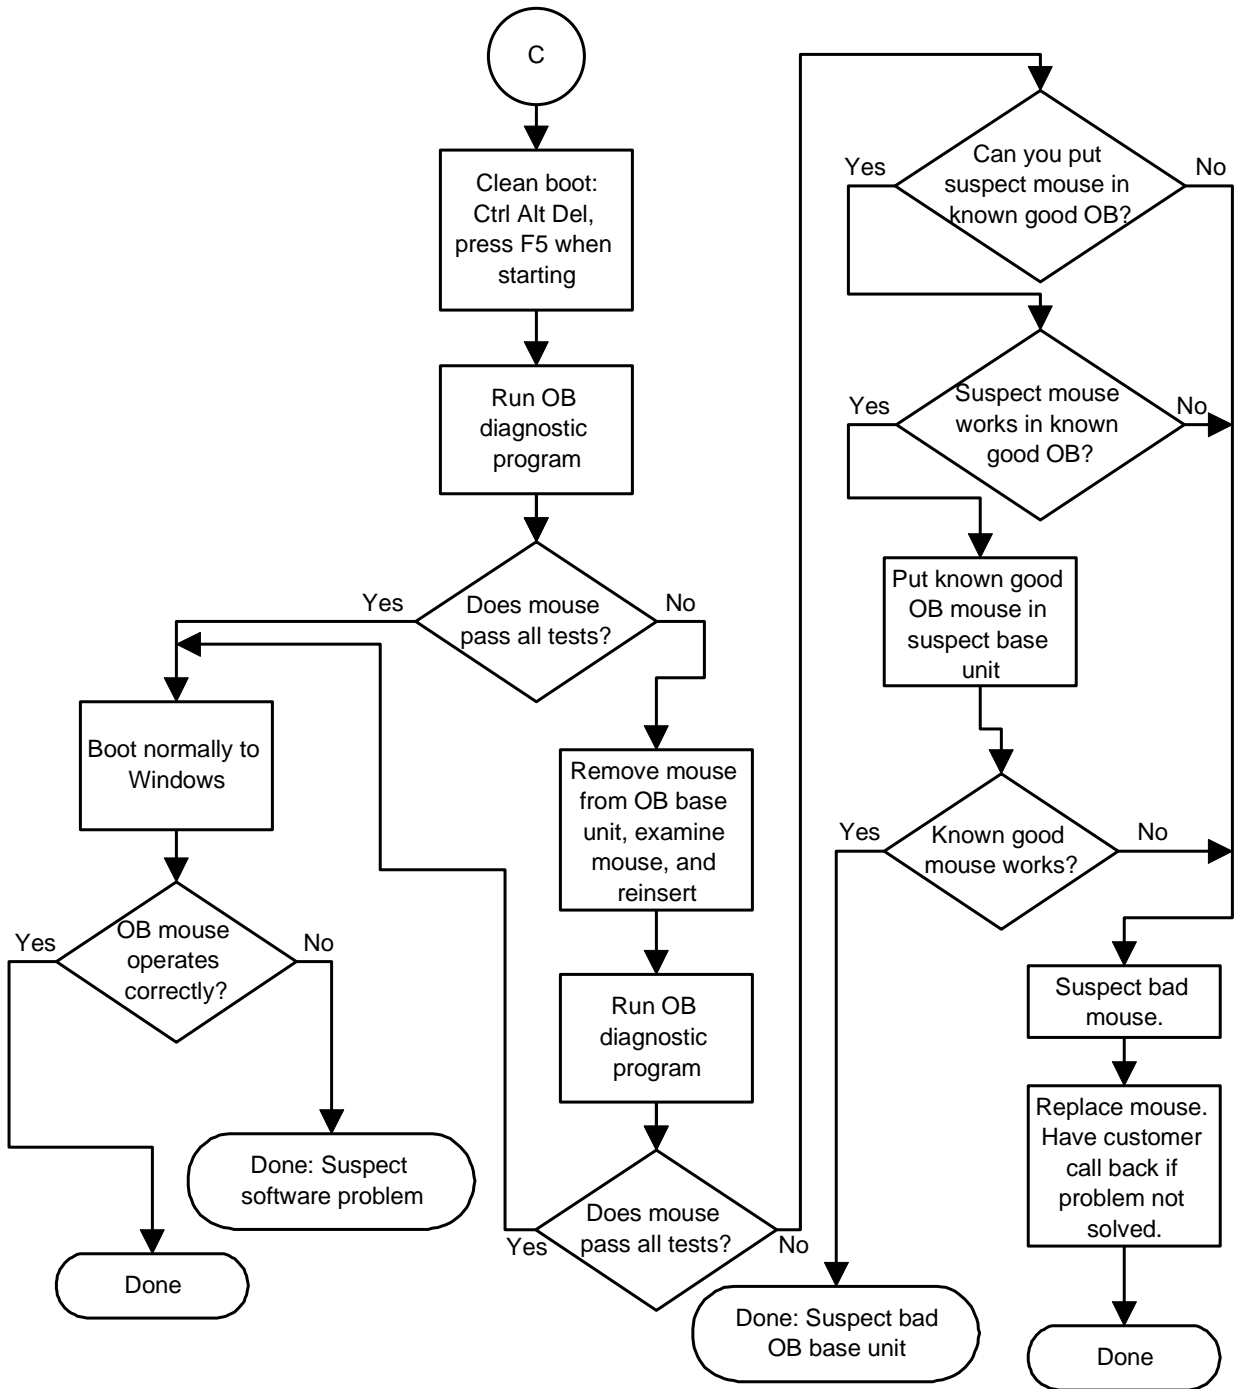 C
Clean boot:
Ctrl Alt Del,
press F5 when
starting
Run OB
diagnostic
program
Does mouse
pass all tests?
Yes
No
Boot normally to
Windows
OB mouse
operates
correctly?
Yes
No
Done: Suspect
software problem
Done
Remove mouse
from OB base
unit, examine
mouse, and
reinsert
Run OB
diagnostic
program
Does mouse
pass all tests?
Yes
No
Can you put
suspect mouse in
known good OB?
Yes
No
Suspect mouse
works in known
good OB?
Yes
No
Put known good
OB mouse in
suspect base
unit
Known good
mouse works?
Yes
No
Done: Suspect bad
OB base unit
Suspect bad
mouse.
Replace mouse.
Have customer
call back if
problem not
solved.
Done